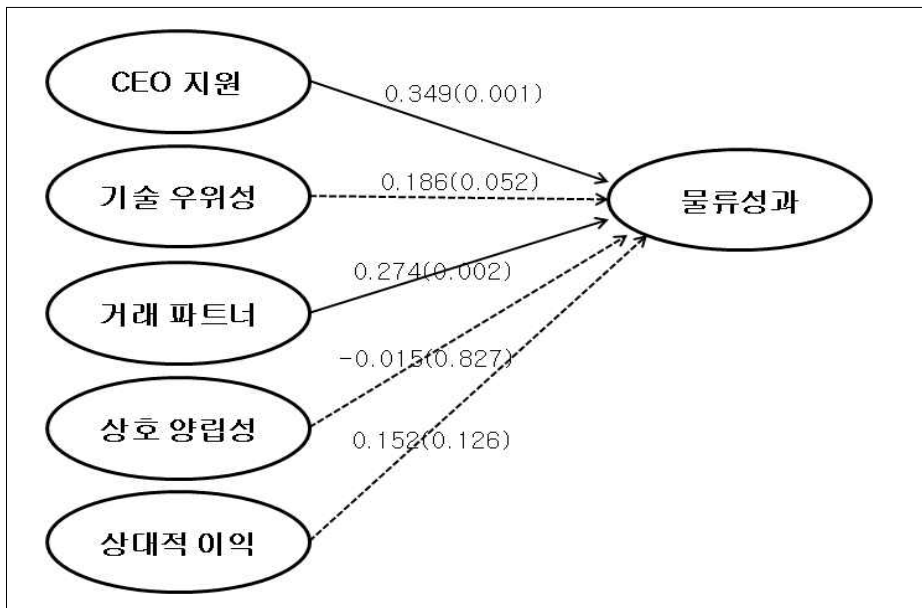 CEO 지원
0.349(0.001)
기술 우위성
0.186(0.052)
물류성과
거래 파트너
0.274(0.002)
상호 양립성
-0.015(0.827)
상대적 이익
0.152(0.126)